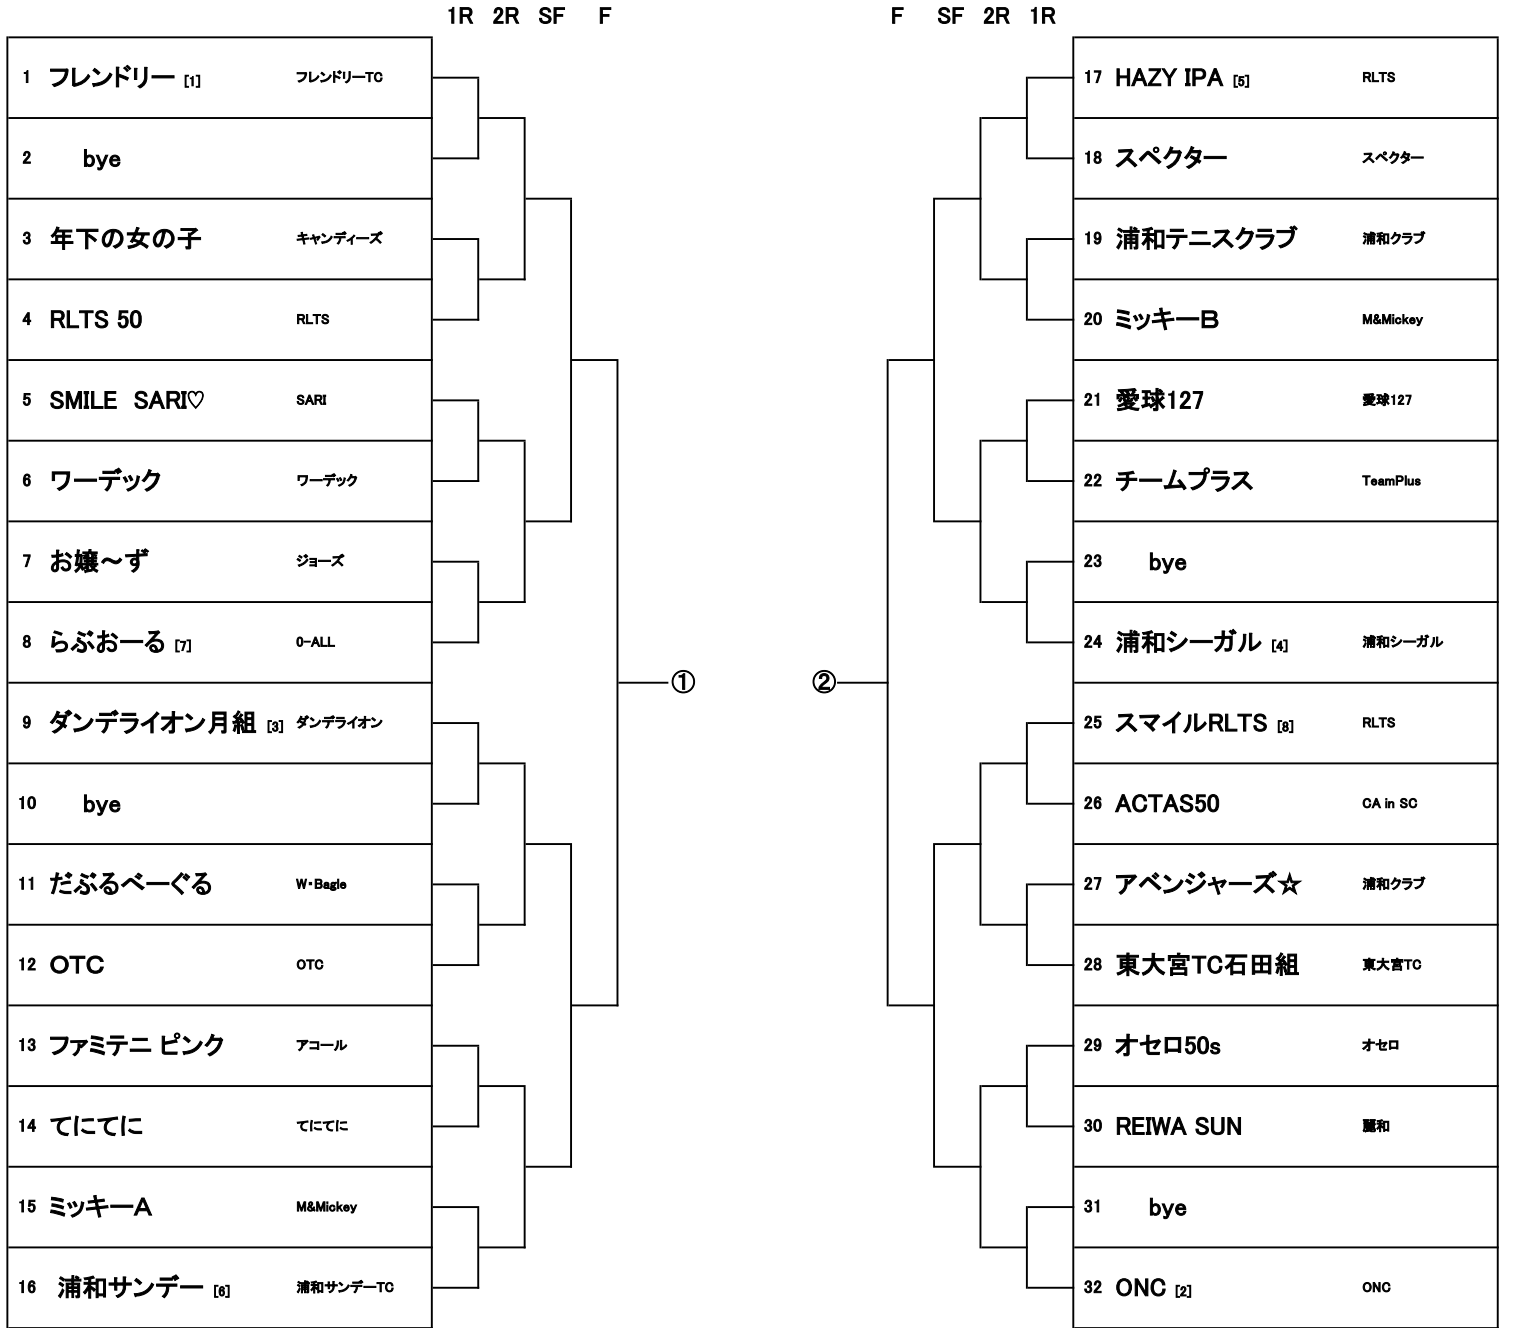 1R 2R SF F
F SF 2R 1R
1 フレンドリー [1] フレンドリーTC
2 bye
3 年下の女の子 キャンディーズ
4 RLTS 50 RLTS
5 SMILE　SARI♡ SARI
6 ワーデック ワーデック
7 お嬢～ず ジョーズ
8 らぶおーる [7] 0-ALL
9 ダンデライオン月組 [3] ダンデライオン
10 bye
11 だぶるべーぐる W・Bagle
12 OTC OTC
13 ファミテニ ピンク アコール
14 てにてに てにてに
15 ミッキーA M&Mickey
16 浦和サンデー [6] 浦和サンデーTC
①
②
17 HAZY IPA [5] RLTS
18 スペクター スペクター
19 浦和テニスクラブ 浦和クラブ
20 ミッキーB M&Mickey
21 愛球127 愛球127
22 チームプラス TeamPlus
23 bye
24 浦和シーガル [4] 浦和シーガル
25 スマイルRLTS [8] RLTS
26 ACTAS50 CA in SC
27 アベンジャーズ☆ 浦和クラブ
28 東大宮TC石田組 東大宮TC
29 オセロ50s オセロ
30 REIWA SUN 麗和
31 bye
32 ONC [2] ONC